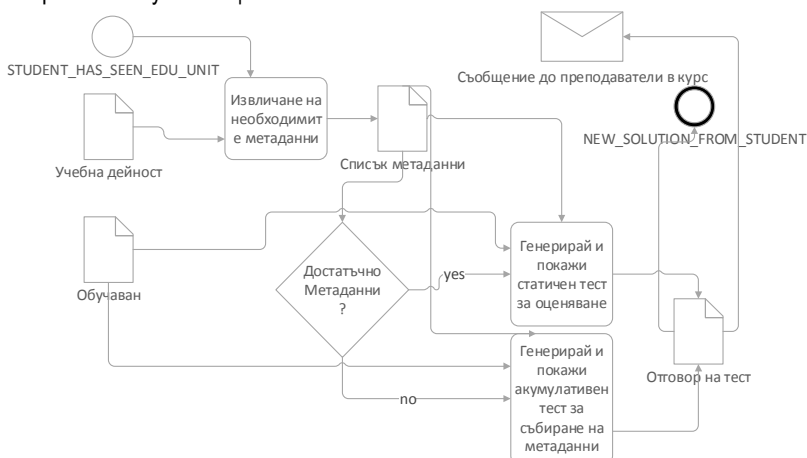 STUDENT_HAS_SEEN_EDU_UNIT
Съобщение до преподаватели в курс
Извличане на
необходимит
е метаданни
NEW_SOLUTION_FROM_STUDENT
Учебна дейност
Списък метаданни
Обучаван
Достатъчно
Метаданни
?
yes
Генерирай и
покажи
статичен тест
за оценяване
no
Генерирай и
покажи
акумулативен
тест за
събиране на
метаданни
Отговор на тест